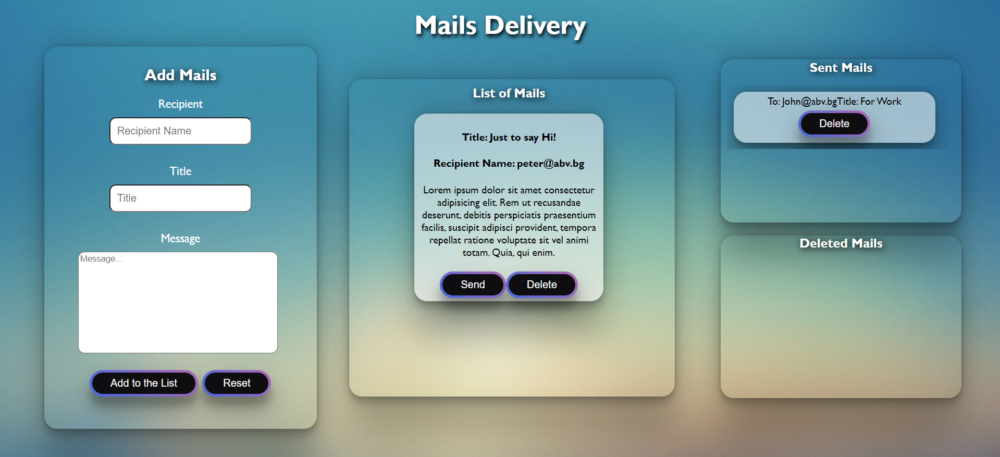 Mails Delivery
Add Mails
Recipient
Recipient Name
Title
Title
Message
Message...
Add to the List
Reset
List of Mails
Title: Just to say Hi!
Recipient Name: peter@abv.bg
Lorem ipsum dolor sit amet consectetur
adipisicing elit. Rem ut recusandae
deserunt, debitis perspiciatis praesentium
facilis, suscipit adipisci provident, tempora
repellat ratione voluptate sit vel animi
totam. Quia, qui enim.
Send
Delete
Sent Mails
To: John@abv.bgTitle: For Work
Delete
Deleted Mails